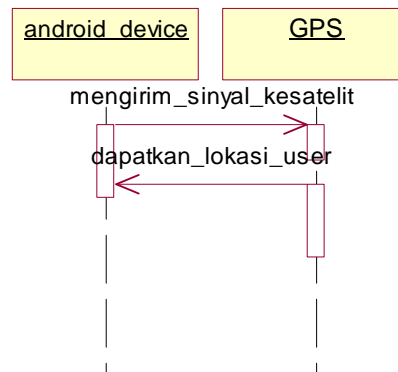 android_device
GPS
mengirim_sinyal_kesatelit
dapatkan_lokasi_user